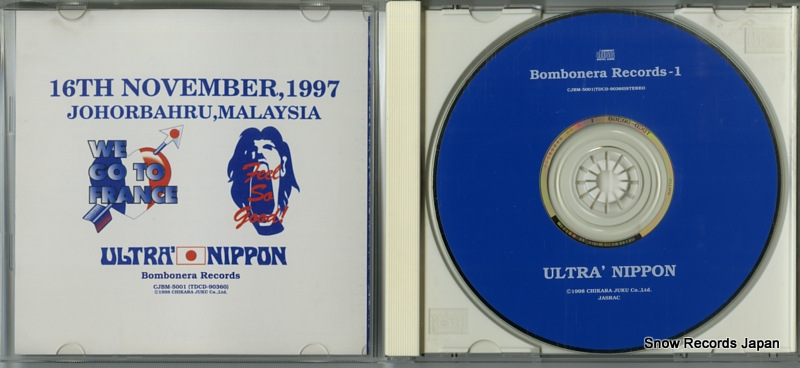 16TH NOVEMBER,1997
JOHORBAHRU,MALAYSIA
WE
GO TO
FRANCE
Feel
So
Good!
ULTRA' NIPPON
Bombonera Records
CJBM-5001 (TDCD-90360)
©1998 CHIKARA JUKU Co.,Ltd.
Bombonera Records-1
CJBM-5001(TDCD-90360)STEREO
ULTRA' NIPPON
©1998 CHIKARA JUKU Co.,Ltd.
JASRAC
Snow Records Japan